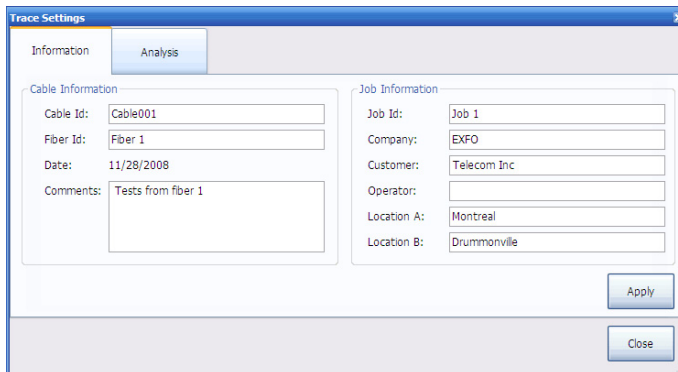 Trace Settings
Information
Analysis
Cable Information
Cable Id: Cable001
Fiber Id: Fiber 1
Date: 11/28/2008
Comments: Tests from fiber 1
Job Information
Job Id: Job 1
Company: EXFO
Customer: Telecom Inc
Operator:
Location A: Montreal
Location B: Drummonville
Apply
Close